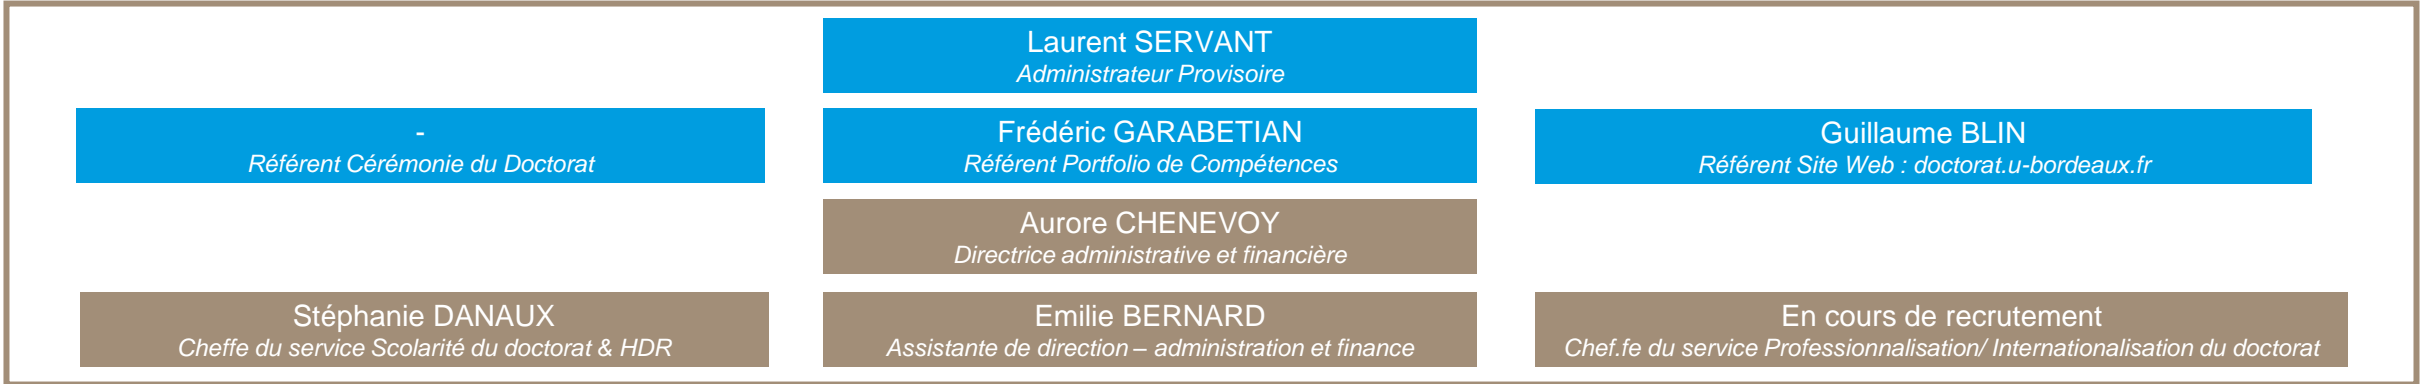 Laurent SERVANT
Administrateur Provisoire
-
Référent Cérémonie du Doctorat
Frédéric GARABETIAN
Référent Portfolio de Compétences
Guillaume BLIN
Référent Site Web : doctorat.u-bordeaux.fr
Aurore CHENEVOY
Directrice administrative et financière
Stéphanie DANAUX
Cheffe du service Scolarité du doctorat & HDR
Emilie BERNARD
Assistante de direction – administration et finance
En cours de recrutement
Chef.fe du service Professionnalisation/ Internationalisation du doctorat